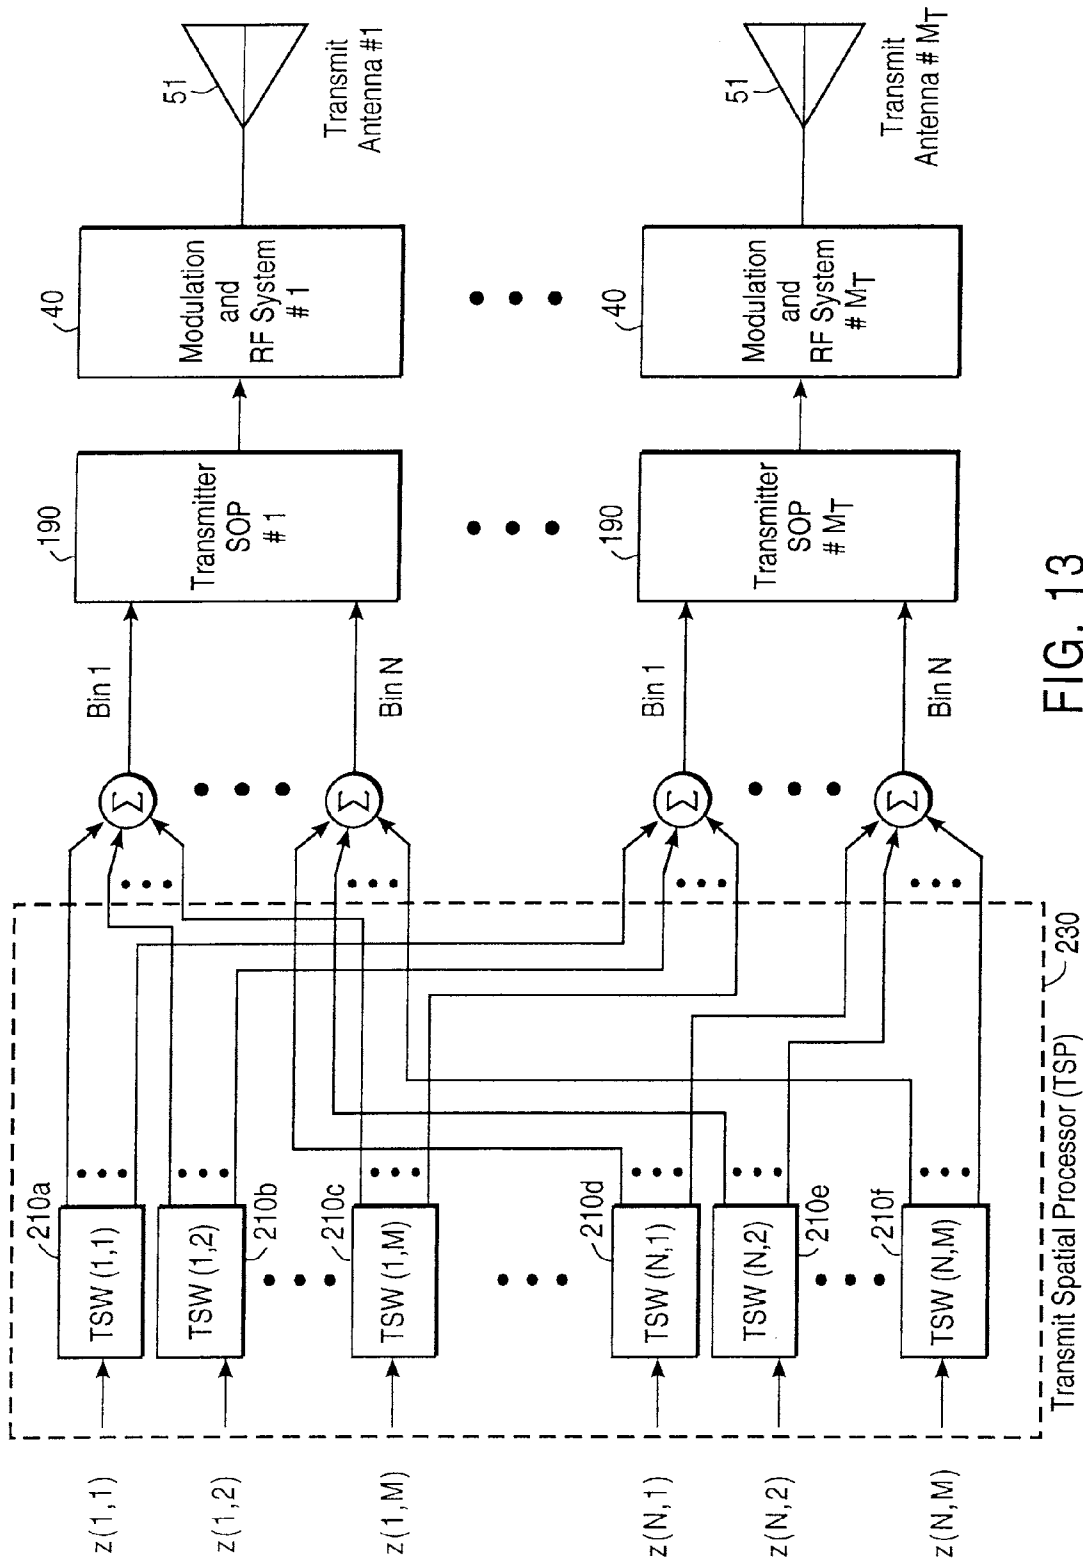 z(1,1)
z(1,2)
z(1,M)
z(N,1)
z(N,2)
z(N,M)
TSW (1,1)
210a
TSW (1,2)
210b
TSW (1,M)
210c
TSW (N,1)
210d
TSW (N,2)
210e
TSW (N,M)
210f
Transmit Spatial Processor (TSP)
230
Σ
Σ
Σ
Σ
Bin 1
Bin N
Bin 1
Bin N
190
Transmitter
SOP
# 1
190
Transmitter
SOP
# MT
40
Modulation
and
RF System
# 1
40
Modulation
and
RF System
# MT
51
Transmit
Antenna #1
51
Transmit
Antenna # MT
FIG. 13